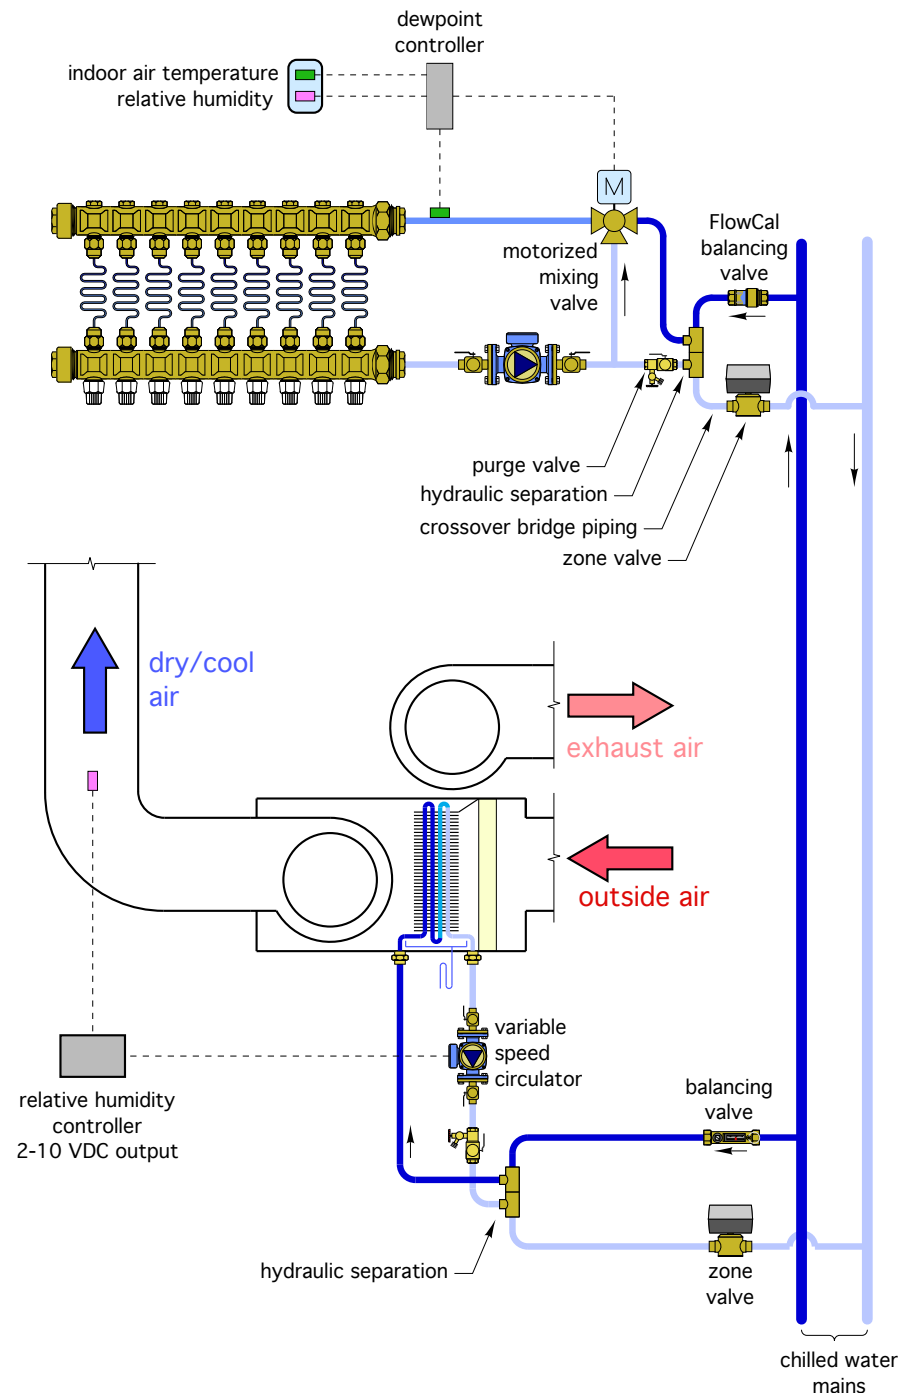 dewpoint
controller
indoor air temperature
relative humidity
M
motorized
mixing
valve
FlowCal
balancing
valve
purge valve
hydraulic separation
crossover bridge piping
zone valve
dry/cool
air
exhaust air
outside air
variable
speed
circulator
relative humidity
controller
2-10 VDC output
balancing
valve
hydraulic separation
zone
valve
chilled water
mains